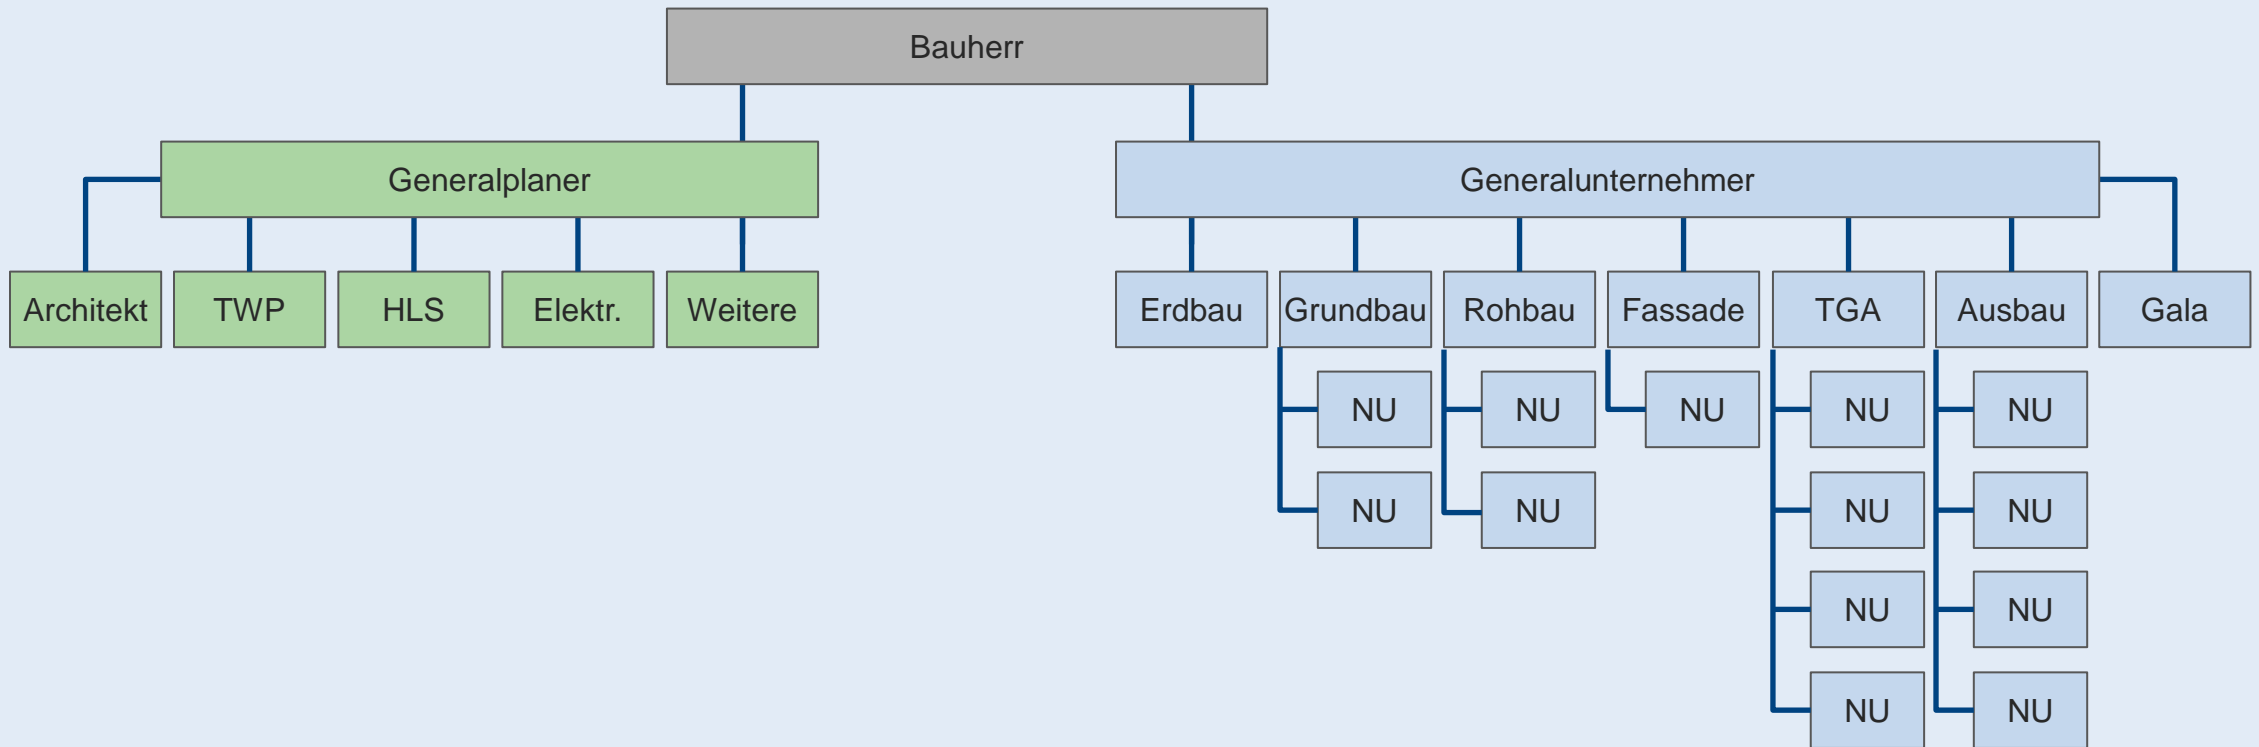 Bauherr
Generalplaner
Generalunternehmer
Architekt
TWP
HLS
Elektr.
Weitere
Erdbau
Grundbau
Rohbau
Fassade
TGA
Ausbau
Gala
NU
NU
NU
NU
NU
NU
NU
NU
NU
NU
NU
NU
NU